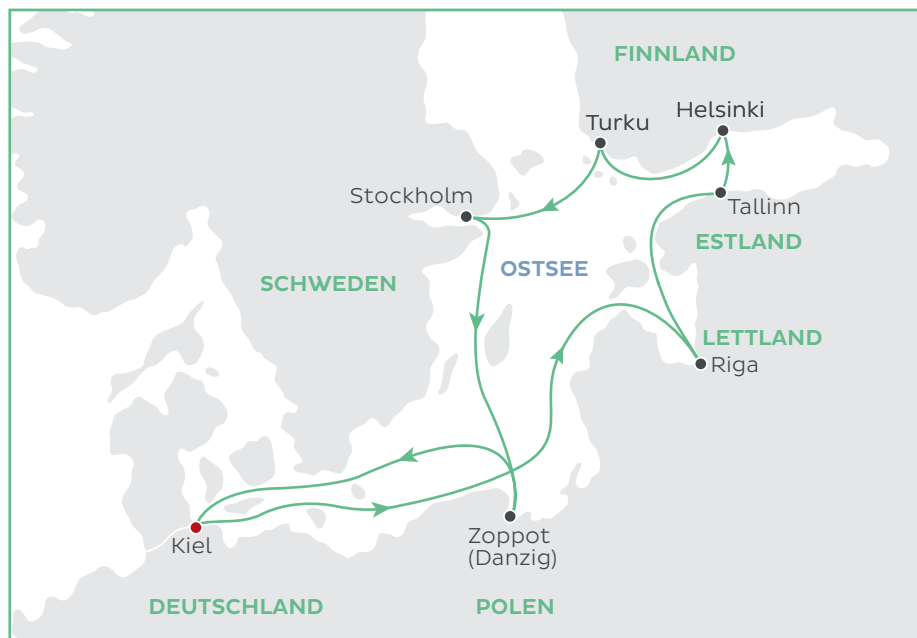 FINNLAND
Helsinki
Turku
Stockholm
Tallinn
ESTLAND
OSTSEE
SCHWEDEN
LETTLAND
Riga
Zoppot
(Danzig)
Kiel
DEUTSCHLAND
POLEN